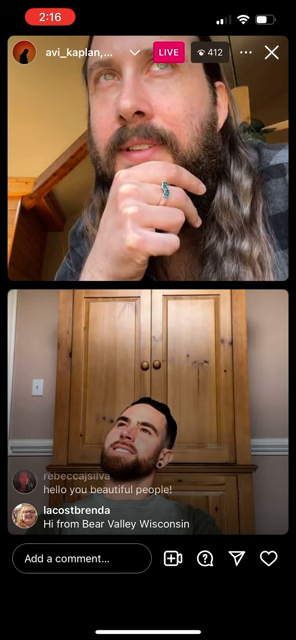 2:16
avi_kaplan,...
LIVE
412
rebeccajsilva
hello you beautiful people!
lacostbrenda
Hi from Bear Valley Wisconsin
Add a comment...